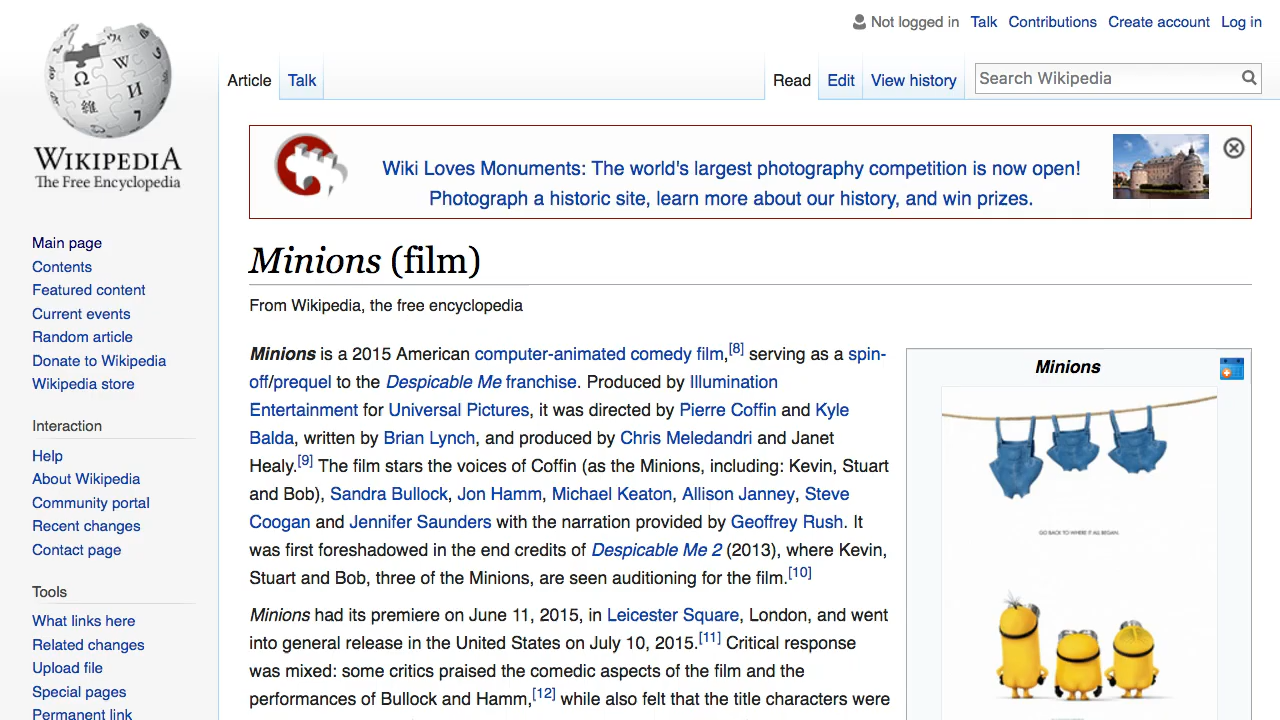 Not logged in Talk Contributions Create account Log in
Article Talk Read Edit View history Search Wikipedia
WIKIPEDIA
The Free Encyclopedia
Main page
Contents
Featured content
Current events
Random article
Donate to Wikipedia
Wikipedia store
Interaction
Help
About Wikipedia
Community portal
Recent changes
Contact page
Tools
What links here
Related changes
Upload file
Special pages
Permanent link
Wiki Loves Monuments: The world's largest photography competition is now open!
Photograph a historic site, learn more about our history, and win prizes.
Minions (film)
From Wikipedia, the free encyclopedia
Minions is a 2015 American computer-animated comedy film,[8] serving as a spin-
off/prequel to the Despicable Me franchise. Produced by Illumination
Entertainment for Universal Pictures, it was directed by Pierre Coffin and Kyle
Balda, written by Brian Lynch, and produced by Chris Meledandri and Janet
Healy.[9] The film stars the voices of Coffin (as the Minions, including: Kevin, Stuart
and Bob), Sandra Bullock, Jon Hamm, Michael Keaton, Allison Janney, Steve
Coogan and Jennifer Saunders with the narration provided by Geoffrey Rush. It
was first foreshadowed in the end credits of Despicable Me 2 (2013), where Kevin,
Stuart and Bob, three of the Minions, are seen auditioning for the film.[10]
Minions had its premiere on June 11, 2015, in Leicester Square, London, and went
into general release in the United States on July 10, 2015.[11] Critical response
was mixed: some critics praised the comedic aspects of the film and the
performances of Bullock and Hamm,[12] while also felt that the title characters were
Minions
GO BACK TO WHERE IT ALL BEGAN